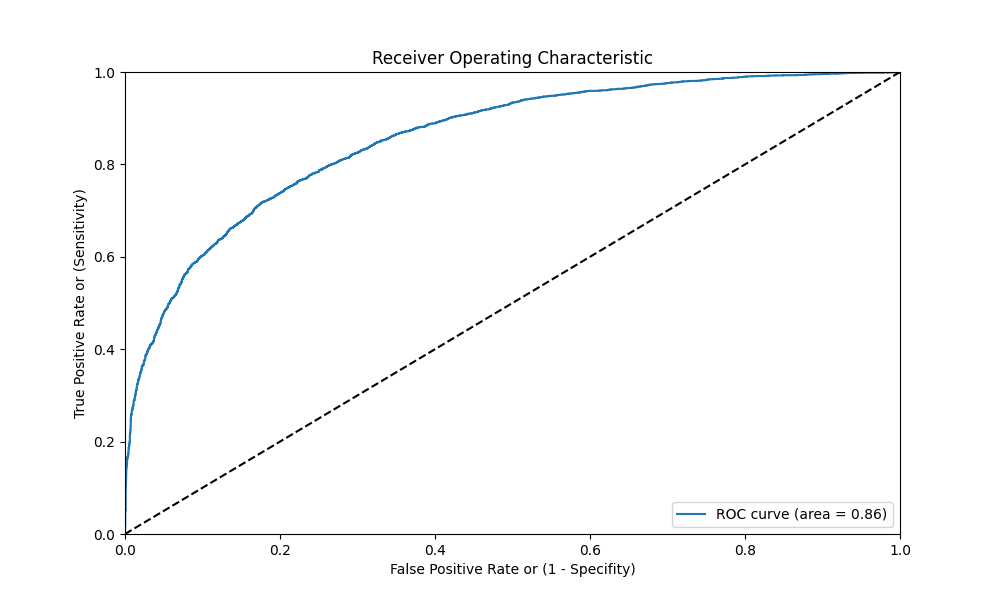 Receiver Operating Characteristic
1.0
0.8
0.6
0.4
0.2
0.0
True Positive Rate or (Sensitivity)
ROC curve (area = 0.86)
0.0 0.2 0.4 0.6 0.8 1.0
False Positive Rate or (1 - Specifity)